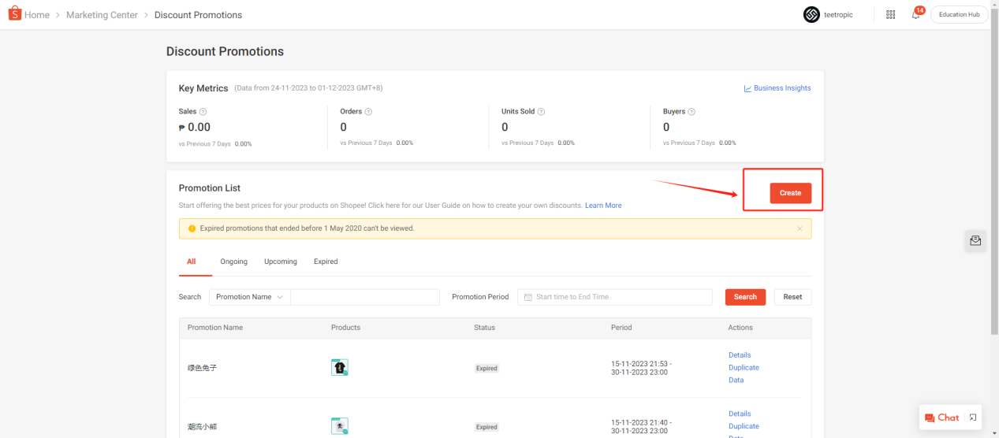 Home > Marketing Center > Discount Promotions
teetropic
14
Education Hub
Discount Promotions
Key Metrics (Data from 24-11-2023 to 01-12-2023 GMT+8)
Business Insights
Sales
Orders
Units Sold
Buyers
₱ 0.00
0
0
0
vs Previous 7 Days 0.00%
vs Previous 7 Days 0.00%
vs Previous 7 Days 0.00%
vs Previous 7 Days 0.00%
Promotion List
Create
Start offering the best prices for your products on Shopee! Click here for our User Guide on how to create your own discounts. Learn More
Expired promotions that ended before 1 May 2020 can't be viewed.
All
Ongoing
Upcoming
Expired
Search
Promotion Name
Promotion Period
Start time to End Time
Search
Reset
Promotion Name
Products
Status
Period
Actions
绿色兔子
Expired
15-11-2023 21:53 -
30-11-2023 23:00
Details
Duplicate
Data
潮流小熊
Expired
15-11-2023 21:40 -
30-11-2023 23:00
Details
Duplicate
Data
Chat